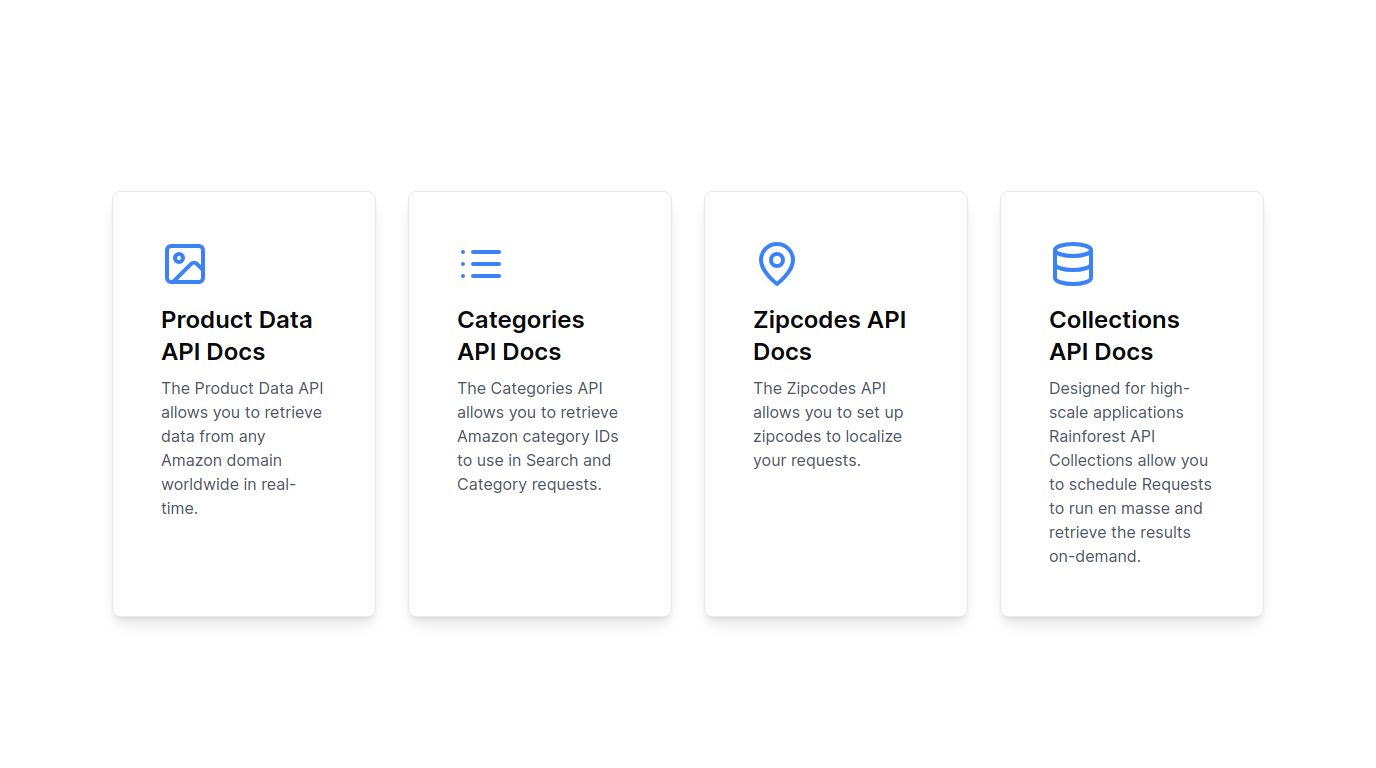 Product Data
API Docs
The Product Data API
allows you to retrieve
data from any
Amazon domain
worldwide in real-
time.
Categories
API Docs
The Categories API
allows you to retrieve
Amazon category IDs
to use in Search and
Category requests.
Zipcodes API
Docs
The Zipcodes API
allows you to set up
zipcodes to localize
your requests.
Collections
API Docs
Designed for high-
scale applications
Rainforest API
Collections allow you
to schedule Requests
to run en masse and
retrieve the results
on-demand.